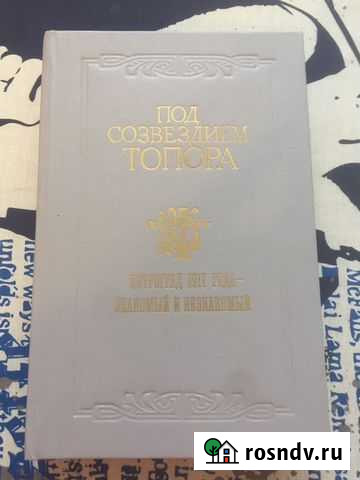 ПОД
СОЗВЕЗДИЕМ
ТОПОРА
ПЕТРОГРАД 1917 ГОДА—
ЗНАКОМЫЙ И НЕЗНАКОМЫЙ
rosndv.ru